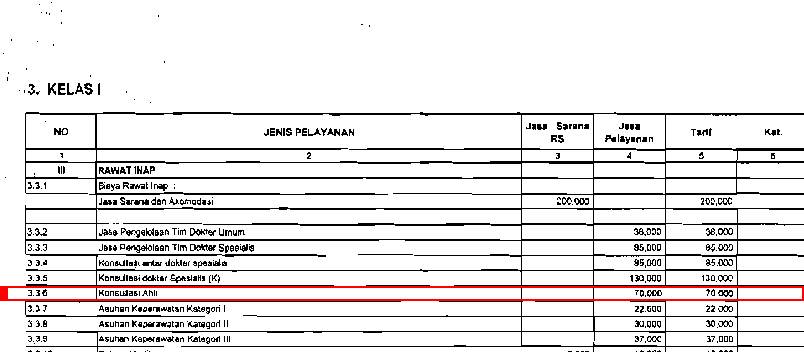 3. KELAS I
NO JENIS PELAYANAN Jasa Sarana RS Jasa Pelayanan Tarif Ket.
1 2 3 4 5 6
III RAWAT INAP
3.3.1 Biaya Rawat Inap :
Jasa Sarana dan Akomodasi 200,000 200,000
3.3.2 Jasa Pengelolaan Tim Dokter Umum 38,000 38,000
3.3.3 Jasa Pengelolaan Tim Dokter Spesialis 85,000 85,000
3.3.4 Konsultasi antar dokter spesialis 85,000 85,000
3.3.5 Konsultasi dokter Spesialis (K) 130,000 130,000
3.3.6 Konsultasi Ahli 70,000 70,000
3.3.7 Asuhan Keperawatan Kategori I 22,500 22,500
3.3.8 Asuhan Keperawatan Kategori II 30,000 30,000
3.3.9 Asuhan Keperawatan Kategori III 37,000 37,000